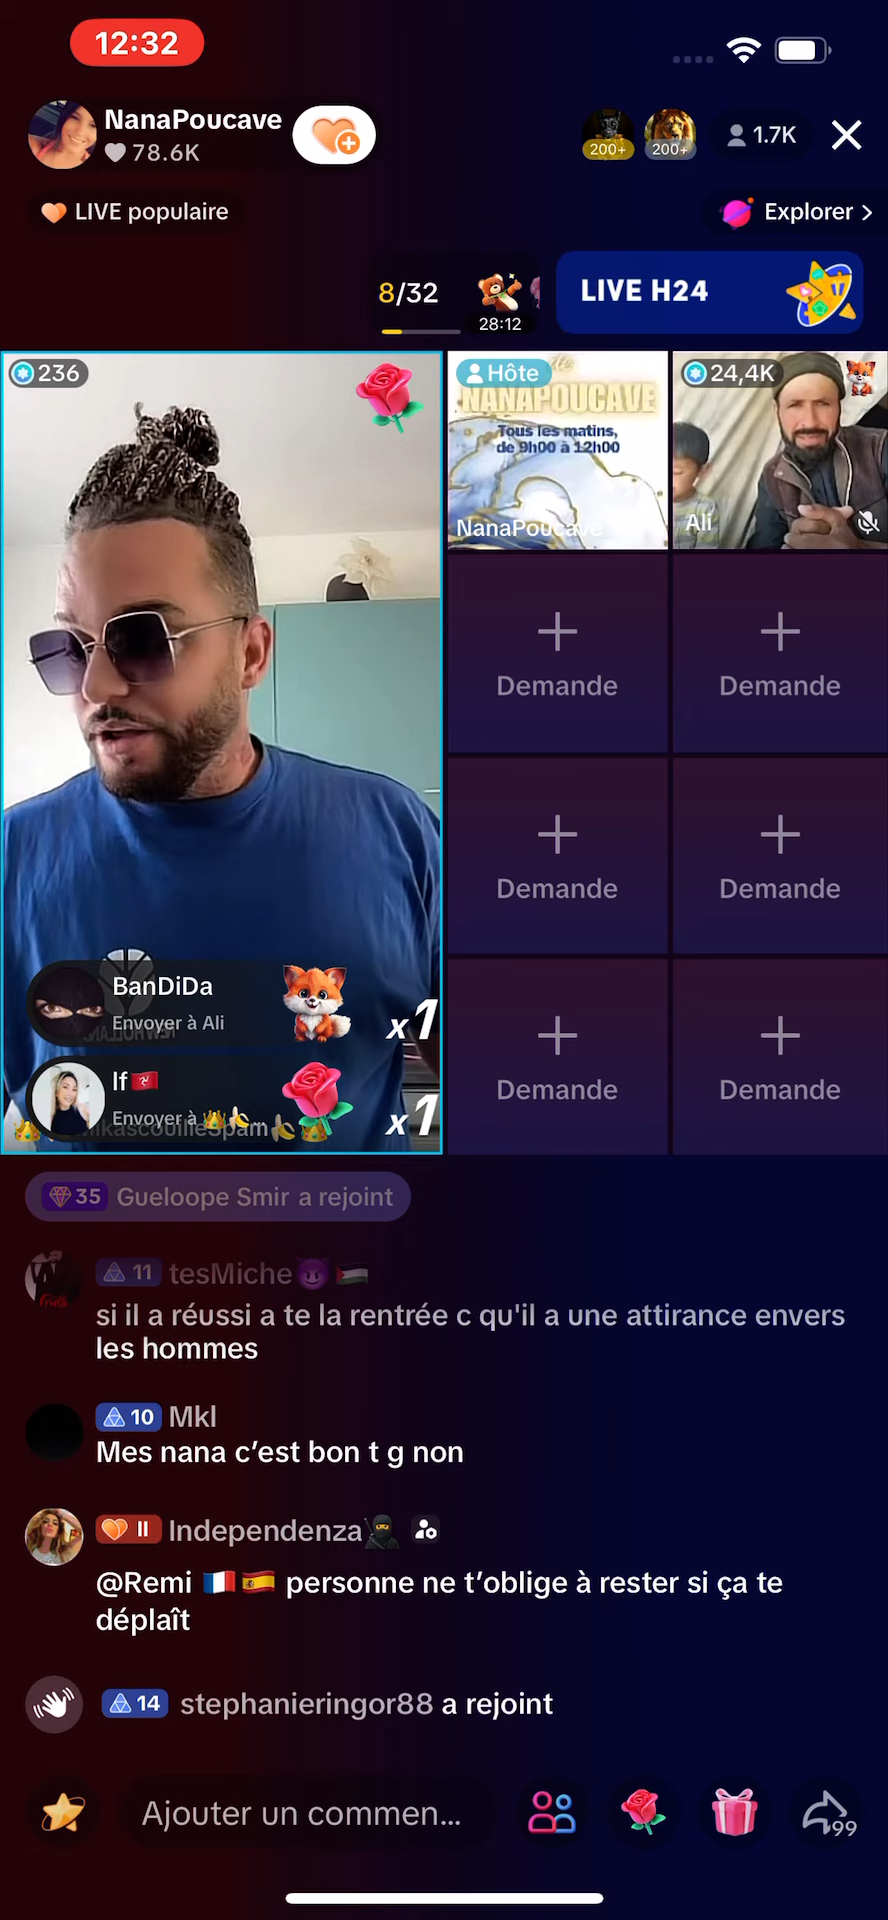 12:32
NanaPoucave
78.6K
200+
200+
1.7K
LIVE populaire
Explorer
8/32
28:12
LIVE H24
236
Hôte
NANAPOUCAVE
Tous les matins,
de 9h00 à 12h00
NanaPoucave
24,4K
Ali
Demande
Demande
Demande
Demande
Demande
Demande
BanDiDa
Envoyer à Ali
x1
If🇮🇲
Envoyer à 👑🍌...
x1
35 Gueloope Smir a rejoint
11 tesMiche😈🇵🇸
si il a réussi a te la rentrée c qu'il a une attirance envers
les hommes
10 Mkl
Mes nana c’est bon t g non
II Independenza🥷
@Remi 🇫🇷🇪🇸 personne ne t’oblige à rester si ça te
déplaît
14 stephanieringor88 a rejoint
Ajouter un commen...
99